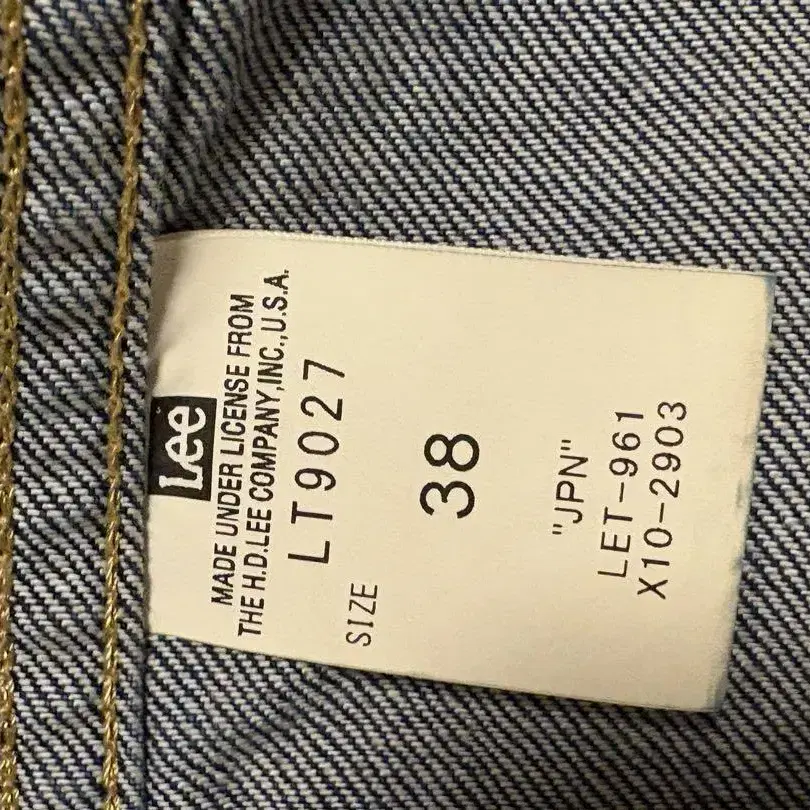 Lee
MADE UNDER LICENSE FROM
THE H.D.LEE COMPANY,INC.,U.S.A.
LT9027
SIZE
38
"JPN"
LET-961
X10-2903